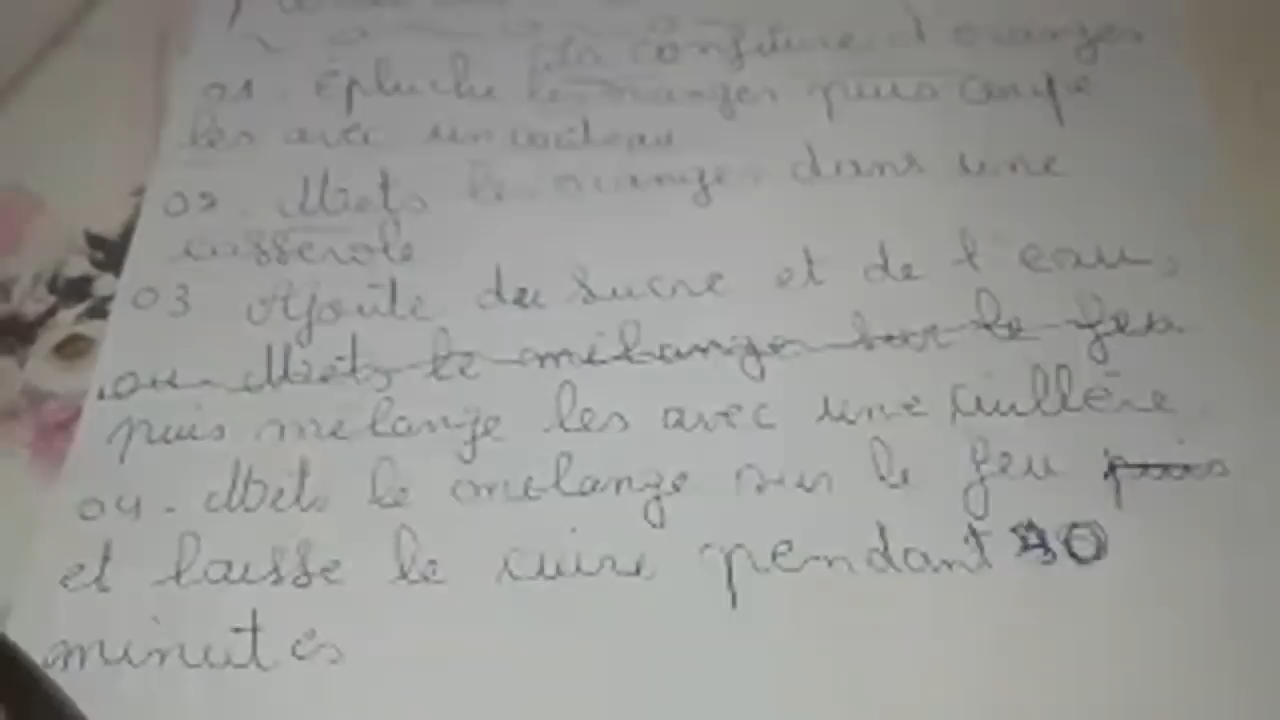 la confiture d'oranges
01. Epluche les oranges puis coupe
les avec un couteau
02. Mets les oranges dans une
casserole
03 Ajoute du sucre et de l'eau,
04. Mets le mélange sur le feu
puis mélange les avec une cuillère
04. Mets le mélange sur le feu puis
et laisse le cuire pendant
minutes